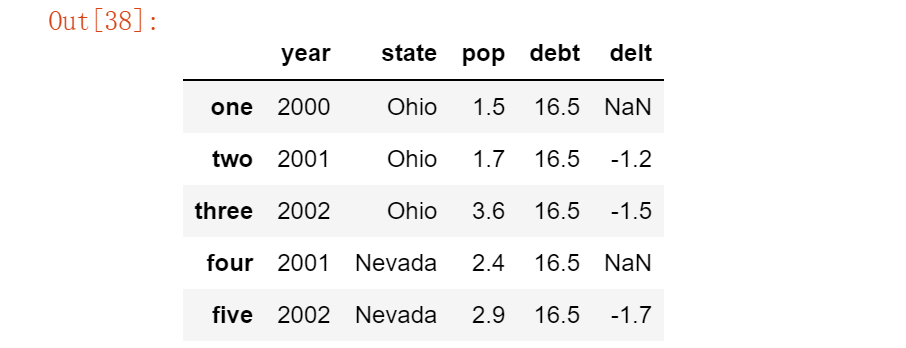 Out[38]:
year state pop debt delt
one 2000 Ohio 1.5 16.5 NaN
two 2001 Ohio 1.7 16.5 -1.2
three 2002 Ohio 3.6 16.5 -1.5
four 2001 Nevada 2.4 16.5 NaN
five 2002 Nevada 2.9 16.5 -1.7